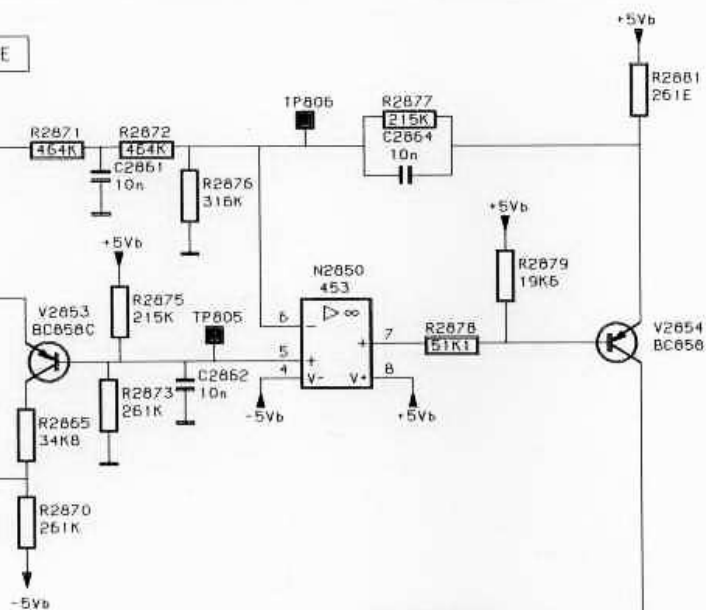 E
+5Vb
R2881
261E
TP806
R2877
215K
C2864
10n
R2871
464K
R2872
464K
C2861
10n
R2876
316K
+5Vb
+5Vb
R2879
19K6
N2850
453
V2853
BC858C
R2875
215K
TP805
▷ ∞
6
-
7
+
R2878
51K1
V2854
BC858
5
+
4
V-
8
V+
C2862
10n
R2873
261K
-5Vb
+5Vb
R2865
34K8
R2870
261K
-5Vb